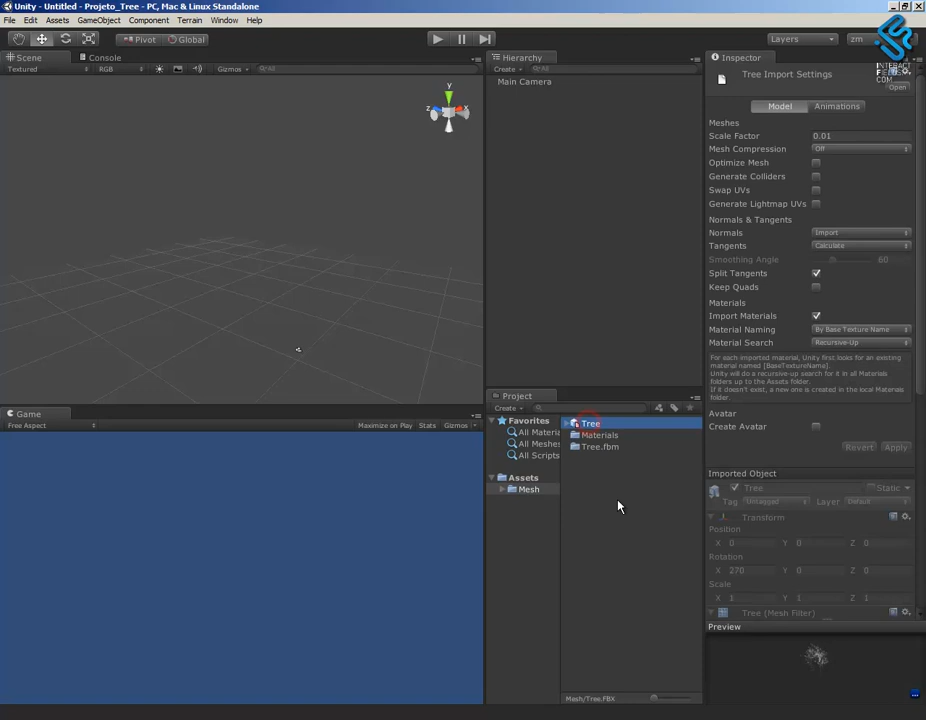 Unity - Untitled - Projeto_Tree - PC, Mac & Linux Standalone
File Edit Assets GameObject Component Terrain Window Help
Pivot Global Layers zm
Scene Console
Textured RGB Gizmos All
y
z x
Game
Free Aspect Maximize on Play Stats Gizmos
Hierarchy
Create All
Main Camera
Project
Create
Favorites
All Materia
All Meshes
All Scripts
Assets
Mesh
Tree
Materials
Tree.fbm
Mesh/Tree.FBX
INTERACT
.COM
Inspector
Tree Import Settings
Open
Model Animations
Meshes
Scale Factor 0.01
Mesh Compression Off
Optimize Mesh
Generate Colliders
Swap UVs
Generate Lightmap UVs
Normals & Tangents
Normals Import
Tangents Calculate
Smoothing Angle 60
Split Tangents
Keep Quads
Materials
Import Materials
Material Naming By Base Texture Name
Material Search Recursive-Up
For each imported material, Unity first looks for an existing
material named [BaseTextureName].
Unity will do a recursive-up search for it in all Materials
folders up to the Assets folder.
If it doesn't exist, a new one is created in the local Materials
folder.
Avatar
Create Avatar
Revert Apply
Imported Object
Tree Static
Tag Untagged Layer Default
Transform
Position
X 0 Y 0 Z 0
Rotation
X 270 Y 0 Z 0
Scale
X 1 Y 1 Z 1
Tree (Mesh Filter)
Preview